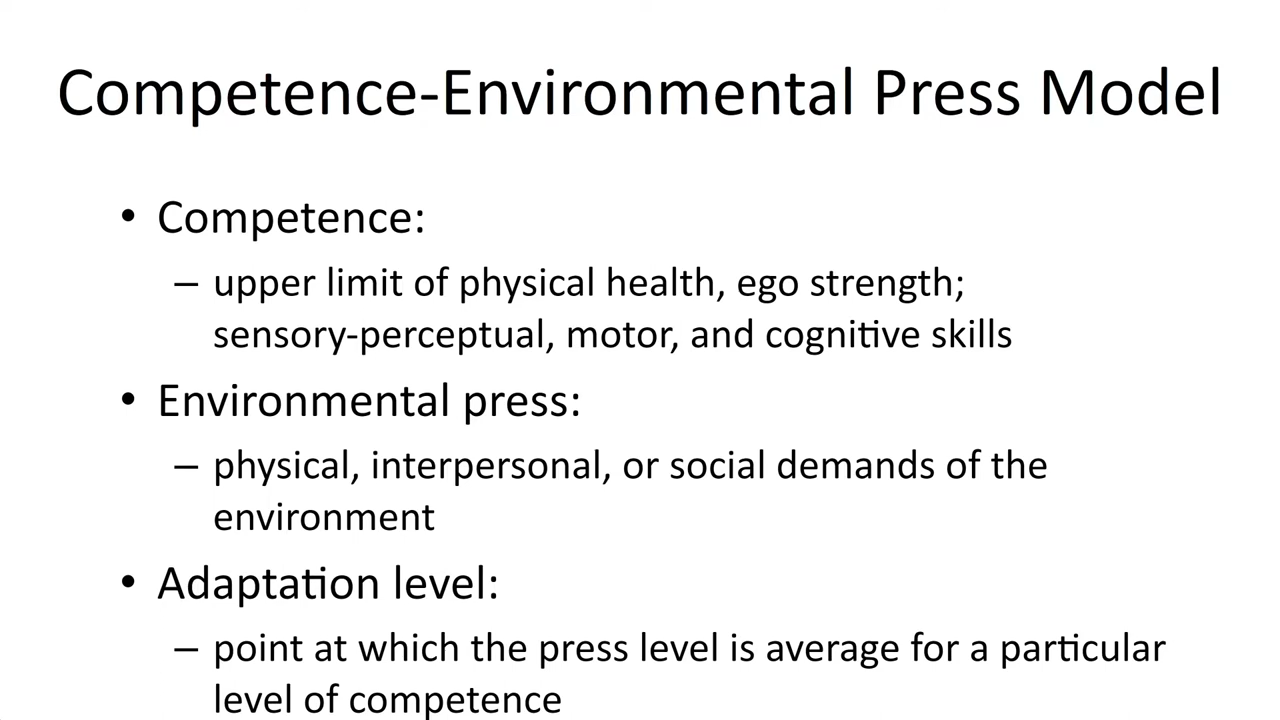 Competence-Environmental Press Model
• Competence:
– upper limit of physical health, ego strength;
sensory-perceptual, motor, and cognitive skills
• Environmental press:
– physical, interpersonal, or social demands of the
environment
• Adaptation level:
– point at which the press level is average for a particular
level of competence